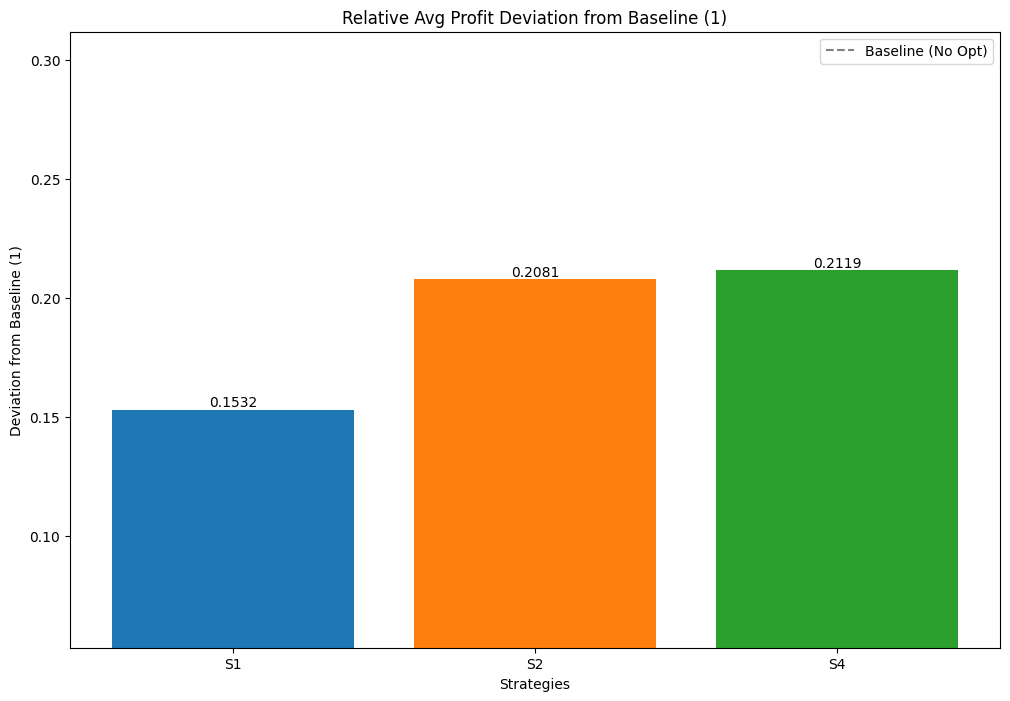 Relative Avg Profit Deviation from Baseline (1)
Baseline (No Opt)
Deviation from Baseline (1)
0.30
0.25
0.20
0.15
0.10
0.1532
0.2081
0.2119
S1
S2
S4
Strategies